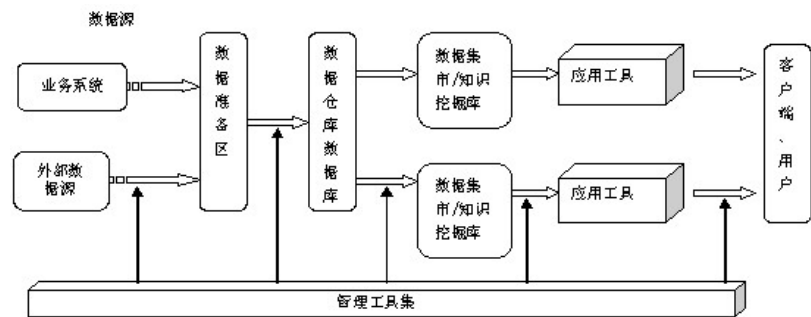 数据源
业务系统
外部数
据源
数据准备区
数据仓库数据库
数据集
市/知识
挖掘库
应用工具
数据集
市/知识
挖掘库
应用工具
客户端、用户
管理工具集